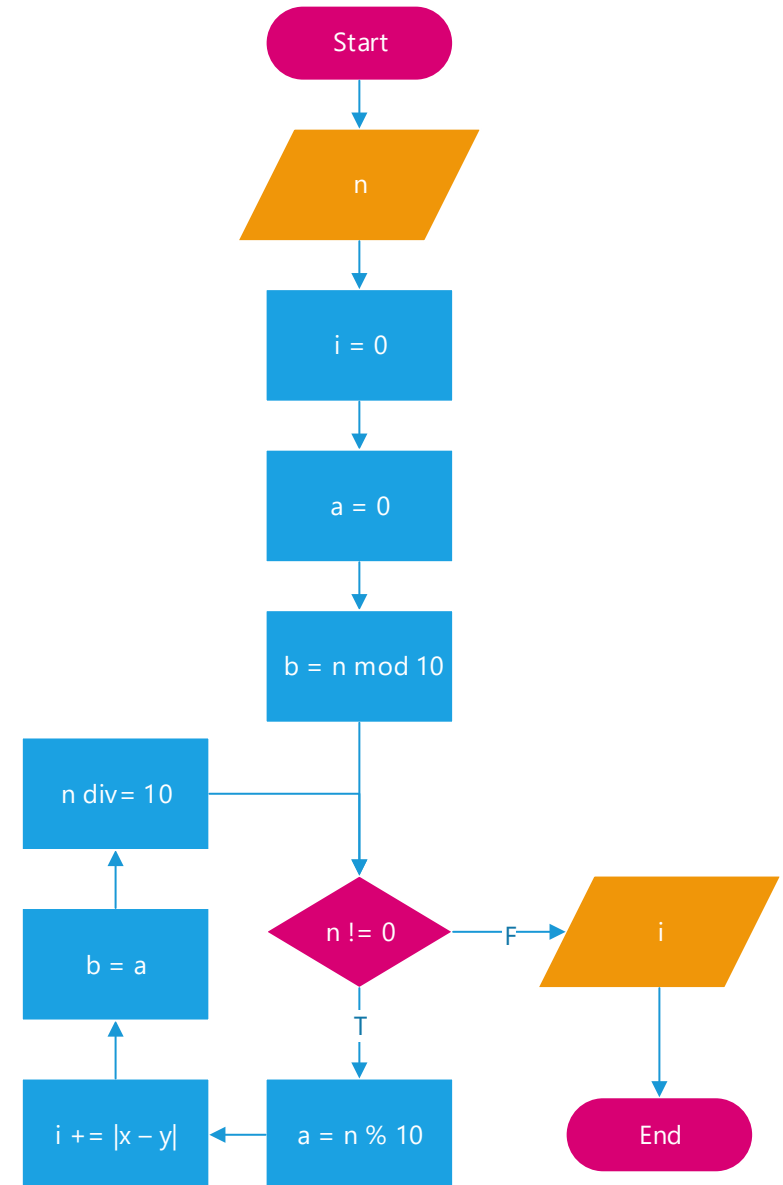 Start
n
i = 0
a = 0
b = n mod 10
n div= 10
n != 0
F
i
b = a
T
i += |x – y|
a = n % 10
End